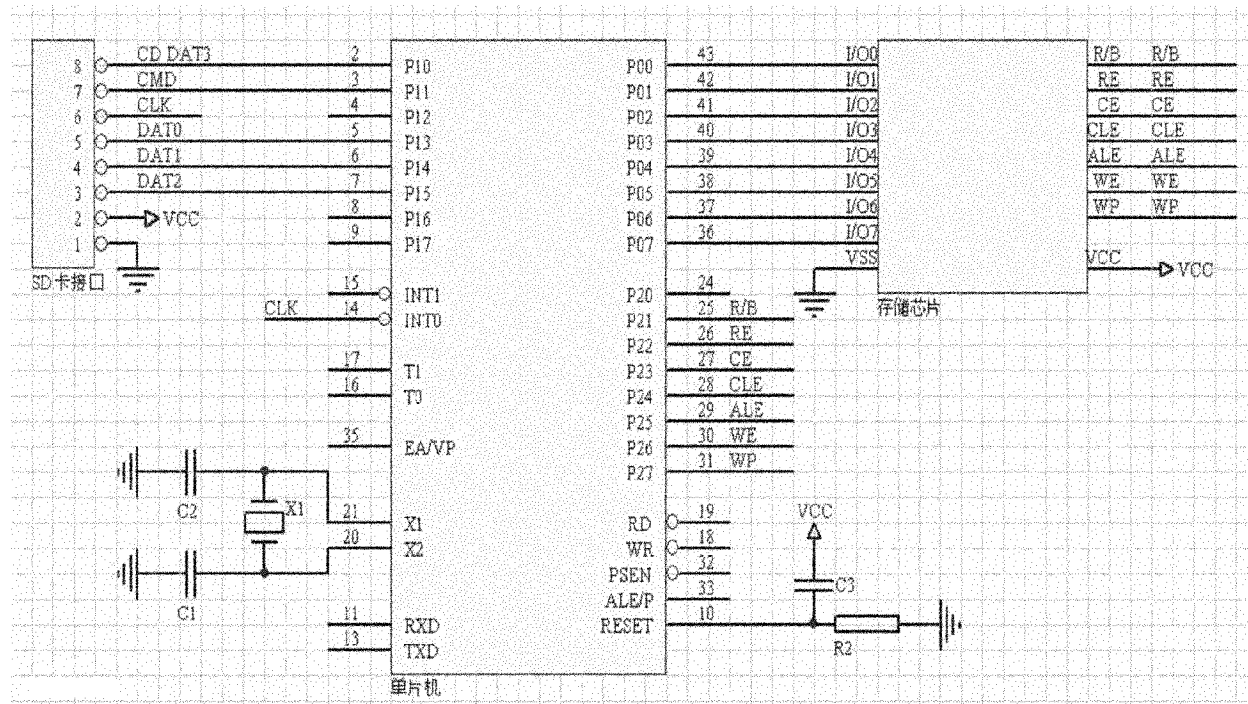 8 CD DAT3 2 P10 P00 43 I/O0 R/B R/B
7 CMD 3 P11 P01 42 I/O1 RE RE
6 CLK 4 P12 P02 41 I/O2 CE CE
5 DAT0 5 P13 P03 40 I/O3 CLE CLE
4 DAT1 6 P14 P04 39 I/O4 ALE ALE
3 DAT2 7 P15 P05 38 I/O5 WE WE
2 VCC 8 P16 P06 37 I/O6 WP WP
1 9 P17 P07 36 I/O7
VSS VCC VCC
SD卡接口 存储芯片
15 INT1 P20 24
CLK 14 INT0 P21 25 R/B
P22 26 RE
17 T1 P23 27 CE
16 T0 P24 28 CLE
P25 29 ALE
35 EA/VP P26 30 WE
P27 31 WP
C2 X1 21 X1 RD 19 VCC
20 X2 WR 18
PSEN 32
C1 ALE/P 33 C3
11 RXD RESET 10
13 TXD R2
单片机